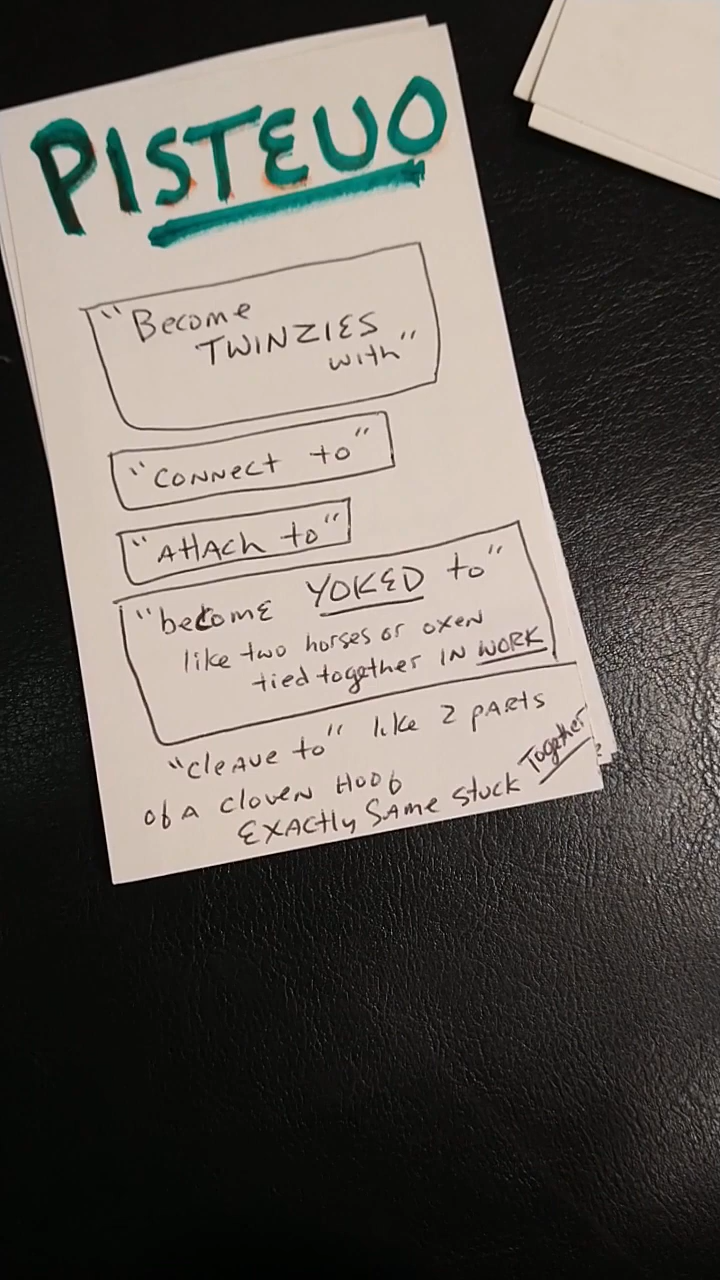 PISTEUO
"Become
TWINZIES
with"
"CONNECT to"
"AttACH to"
"become YOKED to"
like two horses or oxen
tied together IN WORK
"cleAve to" like 2 pARts
of A cloveN Hoof
EXACTly SAme stuck Together